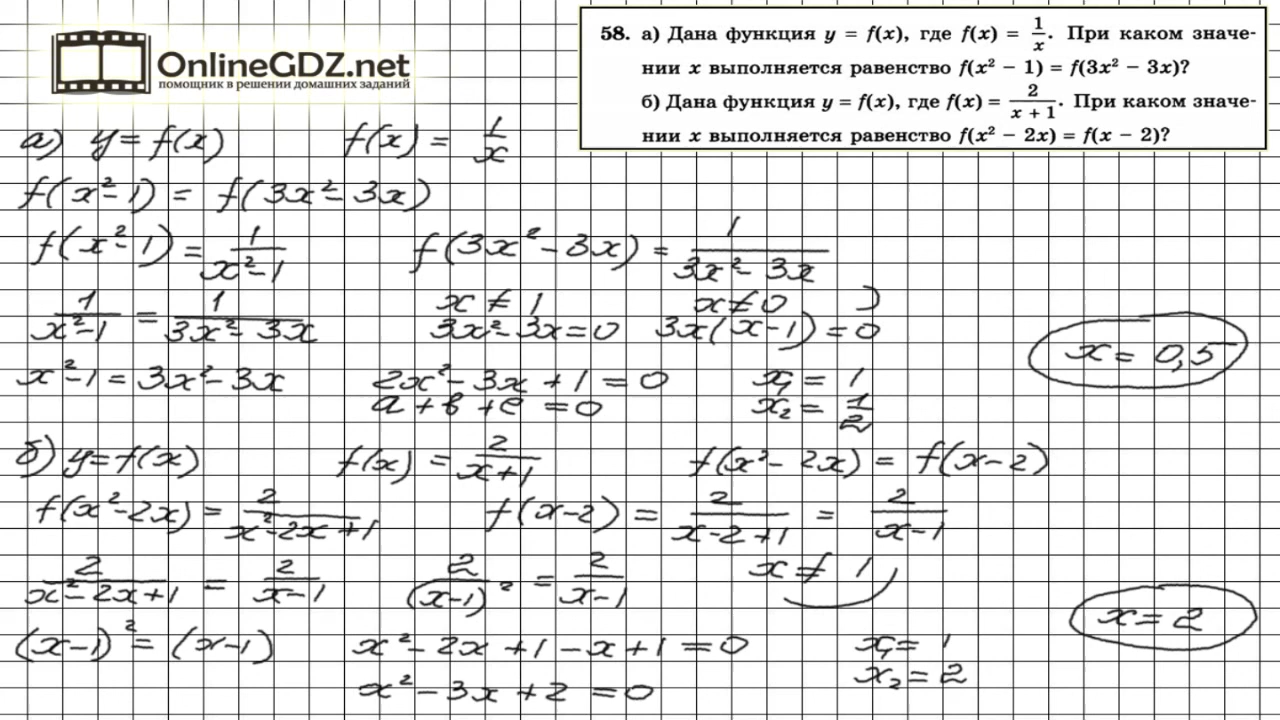 OnlineGDZ.net
помощник в решении домашних заданий
58. а) Дана функция y = f(x), где f(x) = 1/x. При каком значе-
нии x выполняется равенство f(x² − 1) = f(3x² − 3x)?
б) Дана функция y = f(x), где f(x) = 2/(x + 1). При каком значе-
нии x выполняется равенство f(x² − 2x) = f(x − 2)?
а) y = f(x) f(x) = 1/x
f(x² − 1) = f(3x² − 3x)
f(x² − 1) = 1/(x² − 1) f(3x² − 3x) = 1/(3x² − 3x)
1/(x² − 1) = 1/(3x² − 3x) x ≠ 1 x ≠ 0
3x² − 3x = 0 3x(x − 1) = 0
x = 0,5
x² − 1 = 3x² − 3x 2x² − 3x + 1 = 0 x₁ = 1
a + b + c = 0 x₂ = 1/2
б) y = f(x) f(x) = 2/(x + 1) f(x² − 2x) = f(x − 2)
f(x² − 2x) = 2/(x² − 2x + 1) f(x − 2) = 2/(x − 2 + 1) = 2/(x − 1)
2/(x² − 2x + 1) = 2/(x − 1) 2/(x − 1)² = 2/(x − 1) x ≠ 1
x = 2
(x − 1)² = (x − 1) x² − 2x + 1 − x + 1 = 0 x₁ = 1
x² − 3x + 2 = 0 x₂ = 2